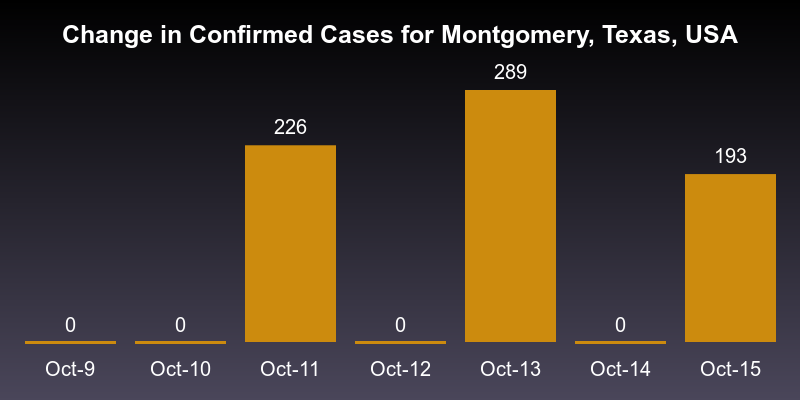 Change in Confirmed Cases for Montgomery, Texas, USA
289
226
193
0
0
0
0
Oct-9
Oct-10
Oct-11
Oct-12
Oct-13
Oct-14
Oct-15